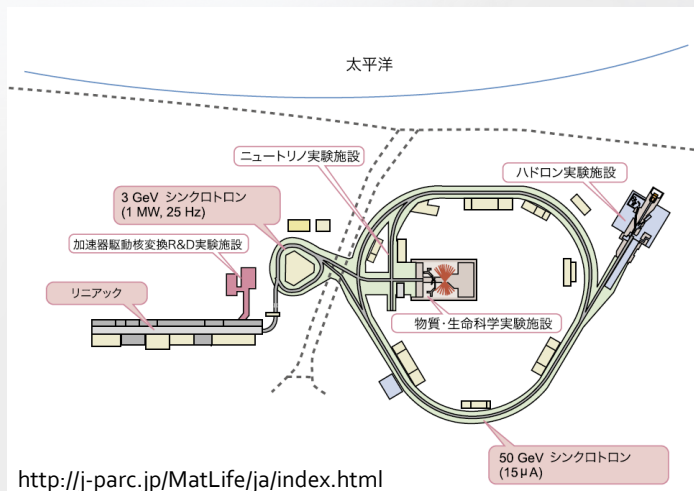 太平洋
ニュートリノ実験施設
ハドロン実験施設
3 GeV シンクロトロン
(1 MW, 25 Hz)
加速器駆動核変換R&D実験施設
リニアック
物質・生命科学実験施設
50 GeV シンクロトロン
(15μA)
http://j-parc.jp/MatLife/ja/index.html